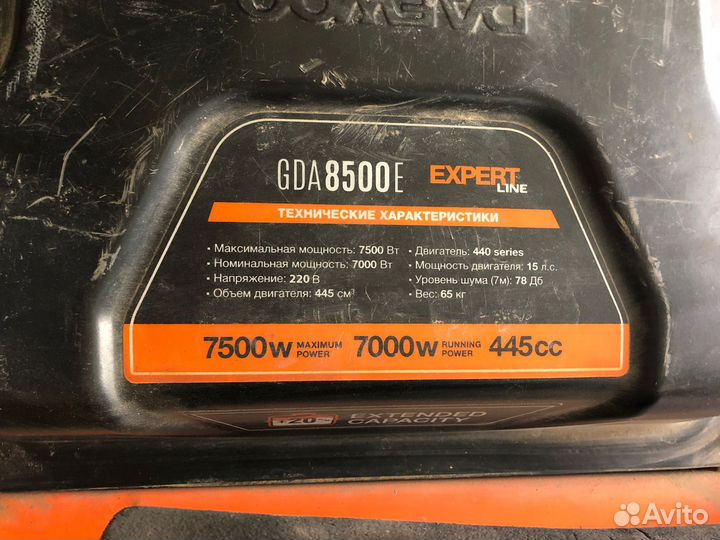 DAEWOO
GDA8500E EXPERT LINE
ТЕХНИЧЕСКИЕ ХАРАКТЕРИСТИКИ
• Максимальная мощность: 7500 Вт
• Номинальная мощность: 7000 Вт
• Напряжение: 220 В
• Объем двигателя: 445 см³
• Двигатель: 440 series
• Мощность двигателя: 15 л.с.
• Уровень шума (7м): 78 Дб
• Вес: 65 кг
7500w MAXIMUM POWER 7000w RUNNING POWER 445cc
EXTENDED CAPACITY
Avito